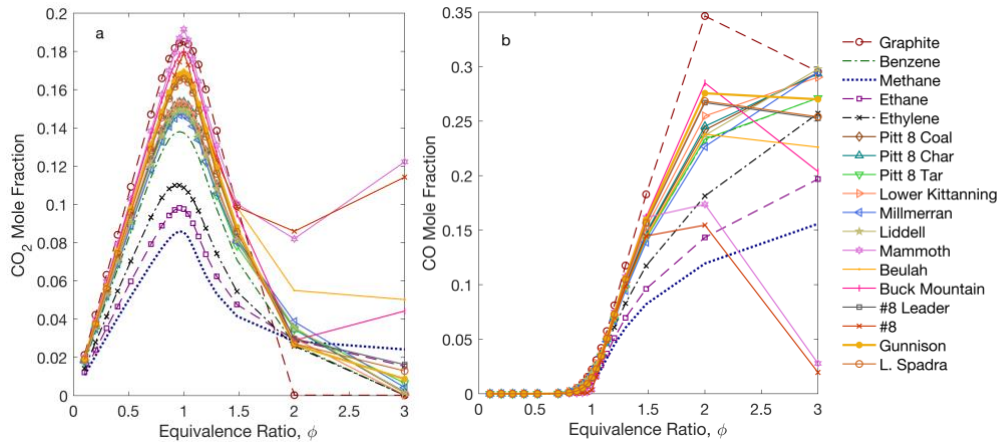 a
0.2
0.18
0.16
0.14
0.12
0.1
0.08
0.06
0.04
0.02
0
CO2 Mole Fraction
0 0.5 1 1.5 2 2.5 3
Equivalence Ratio, ϕ
b
0.35
0.3
0.25
0.2
0.15
0.1
0.05
0
CO Mole Fraction
0 0.5 1 1.5 2 2.5 3
Equivalence Ratio, ϕ
Graphite
Benzene
Methane
Ethane
Ethylene
Pitt 8 Coal
Pitt 8 Char
Pitt 8 Tar
Lower Kittanning
Millmerran
Liddell
Mammoth
Beulah
Buck Mountain
#8 Leader
#8
Gunnison
L. Spadra